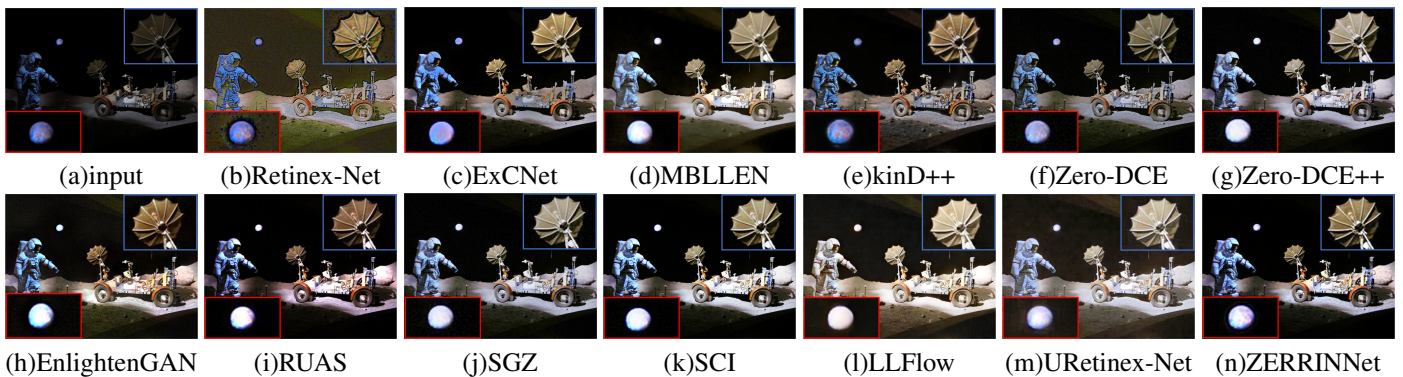 (a)input (b)Retinex-Net (c)ExCNet (d)MBLLEN (e)kinD++ (f)Zero-DCE (g)Zero-DCE++
(h)EnlightenGAN (i)RUAS (j)SGZ (k)SCI (l)LLFlow (m)URetinex-Net (n)ZERRINNet